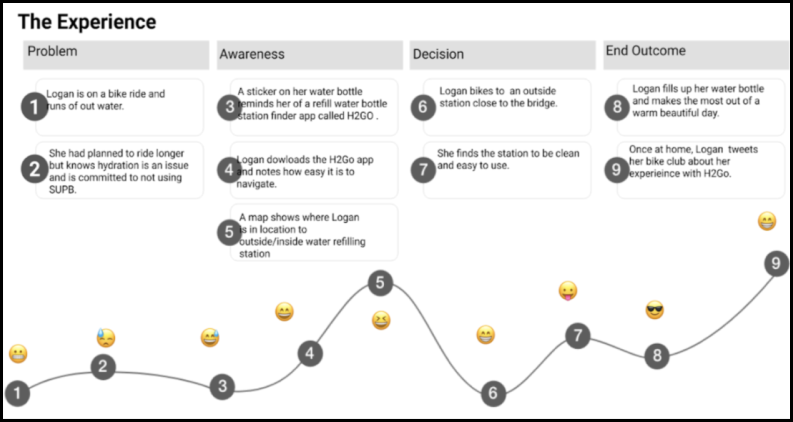 The Experience
Problem
Awareness
Decision
End Outcome
1
Logan is on a bike ride and
runs of out water.
2
She had planned to ride longer
but knows hydration is an issue
and is committed to not using
SUPB.
3
A sticker on her water bottle
reminds her of a refill water bottle
station finder app called H2GO .
4
Logan dowloads the H2Go app
and notes how easy it is to
navigate.
5
A map shows where Logan
is in location to
outside/inside water refilling
station
6
Logan bikes to an outside
station close to the bridge.
7
She finds the station to be clean
and easy to use.
8
Logan fills up her water bottle
and makes the most out of a
warm beautiful day.
9
Once at home, Logan tweets
her bike club about her
experieince with H2Go.
1
2
3
4
5
6
7
8
9